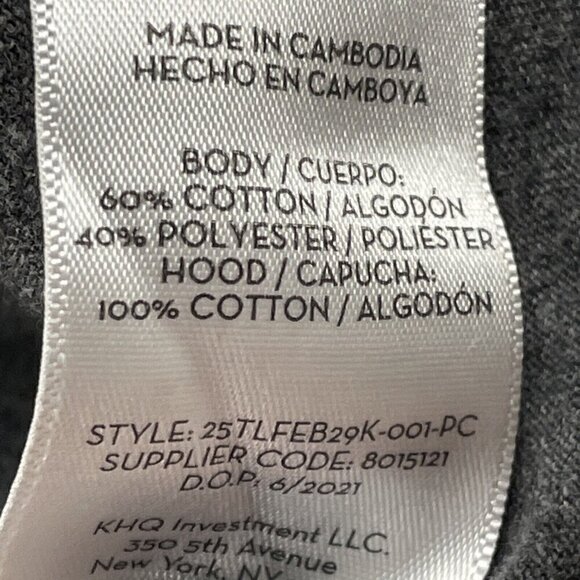 MADE IN CAMBODIA
HECHO EN CAMBOYA
BODY / CUERPO:
60% COTTON / ALGODÓN
40% POLYESTER / POLIÉSTER
HOOD / CAPUCHA:
100% COTTON / ALGODÓN
STYLE: 25TLFEB29K-001-PC
SUPPLIER CODE: 8015121
D.O.P: 6/2021
KHQ Investment LLC.
350 5th Avenue
New York, NY